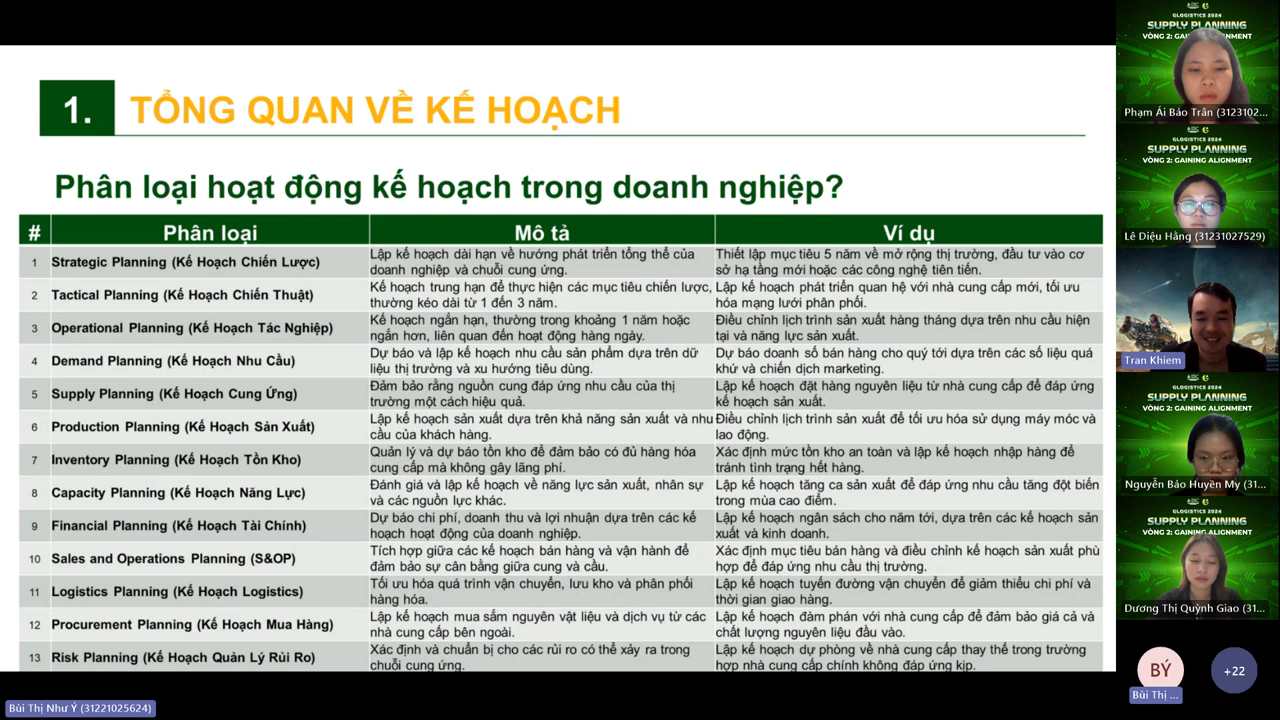 1.
TỔNG QUAN VỀ KẾ HOẠCH
Phân loại hoạt động kế hoạch trong doanh nghiệp?
# Phân loại Mô tả Ví dụ
1 Strategic Planning (Kế Hoạch Chiến Lược)
Lập kế hoạch dài hạn về hướng phát triển tổng thể của
doanh nghiệp và chuỗi cung ứng.
Thiết lập mục tiêu 5 năm về mở rộng thị trường, đầu tư vào cơ
sở hạ tầng mới hoặc các công nghệ tiên tiến.
2 Tactical Planning (Kế Hoạch Chiến Thuật)
Kế hoạch trung hạn để thực hiện các mục tiêu chiến lược,
thường kéo dài từ 1 đến 3 năm.
Lập kế hoạch phát triển quan hệ với nhà cung cấp mới, tối ưu
hóa mạng lưới phân phối.
3 Operational Planning (Kế Hoạch Tác Nghiệp)
Kế hoạch ngắn hạn, thường trong khoảng 1 năm hoặc
ngắn hơn, liên quan đến hoạt động hàng ngày.
Điều chỉnh lịch trình sản xuất hàng tháng dựa trên nhu cầu hiện
tại và năng lực sản xuất.
4 Demand Planning (Kế Hoạch Nhu Cầu)
Dự báo và lập kế hoạch nhu cầu sản phẩm dựa trên dữ
liệu thị trường và xu hướng tiêu dùng.
Dự báo doanh số bán hàng cho quý tới dựa trên các số liệu quá
khứ và chiến dịch marketing.
5 Supply Planning (Kế Hoạch Cung Ứng)
Đảm bảo rằng nguồn cung đáp ứng nhu cầu của thị
trường một cách hiệu quả.
Lập kế hoạch đặt hàng nguyên liệu từ nhà cung cấp để đáp ứng
kế hoạch sản xuất.
6 Production Planning (Kế Hoạch Sản Xuất)
Lập kế hoạch sản xuất dựa trên khả năng sản xuất và nhu
cầu của khách hàng.
Điều chỉnh lịch trình sản xuất để tối ưu hóa sử dụng máy móc và
lao động.
7 Inventory Planning (Kế Hoạch Tồn Kho)
Quản lý và dự báo tồn kho để đảm bảo có đủ hàng hóa
cung cấp mà không gây lãng phí.
Xác định mức tồn kho an toàn và lập kế hoạch nhập hàng để
tránh tình trạng hết hàng.
8 Capacity Planning (Kế Hoạch Năng Lực)
Đánh giá và lập kế hoạch về năng lực sản xuất, nhân sự
và các nguồn lực khác.
Lập kế hoạch tăng ca sản xuất để đáp ứng nhu cầu tăng đột biến
trong mùa cao điểm.
9 Financial Planning (Kế Hoạch Tài Chính)
Dự báo chi phí, doanh thu và lợi nhuận dựa trên các kế
hoạch hoạt động của doanh nghiệp.
Lập kế hoạch ngân sách cho năm tới, dựa trên các kế hoạch sản
xuất và kinh doanh.
10 Sales and Operations Planning (S&OP)
Tích hợp giữa các kế hoạch bán hàng và vận hành để
đảm bảo sự cân bằng giữa cung và cầu.
Xác định mục tiêu bán hàng và điều chỉnh kế hoạch sản xuất phù
hợp để đáp ứng nhu cầu thị trường.
11 Logistics Planning (Kế Hoạch Logistics)
Tối ưu hóa quá trình vận chuyển, lưu kho và phân phối
hàng hóa.
Lập kế hoạch tuyến đường vận chuyển để giảm thiểu chi phí và
thời gian giao hàng.
12 Procurement Planning (Kế Hoạch Mua Hàng)
Lập kế hoạch mua sắm nguyên vật liệu và dịch vụ từ các
nhà cung cấp bên ngoài.
Lập kế hoạch đàm phán với nhà cung cấp để đảm bảo giá cả và
chất lượng nguyên liệu đầu vào.
13 Risk Planning (Kế Hoạch Quản Lý Rủi Ro)
Xác định và chuẩn bị cho các rủi ro có thể xảy ra trong
chuỗi cung ứng.
Lập kế hoạch dự phòng về nhà cung cấp thay thế trong trường
hợp nhà cung cấp chính không đáp ứng kịp.
GLOGISTICS 2024
SUPPLY PLANNING
VÒNG 2: GAINING ALIGNMENT
Phạm Ái Bảo Trân (3123102...
GLOGISTICS 2024
SUPPLY PLANNING
VÒNG 2: GAINING ALIGNMENT
Lê Diệu Hằng (31231027529)
Tran Khiem
GLOGISTICS 2024
SUPPLY PLANNING
VÒNG 2: GAINING ALIGNMENT
Nguyễn Bảo Huyền My (31...
GLOGISTICS 2024
SUPPLY PLANNING
VÒNG 2: GAINING ALIGNMENT
Dương Thị Quỳnh Giao (31...
BÝ
Bùi Thị ...
+22
Bùi Thị Như Ý (31221025624)